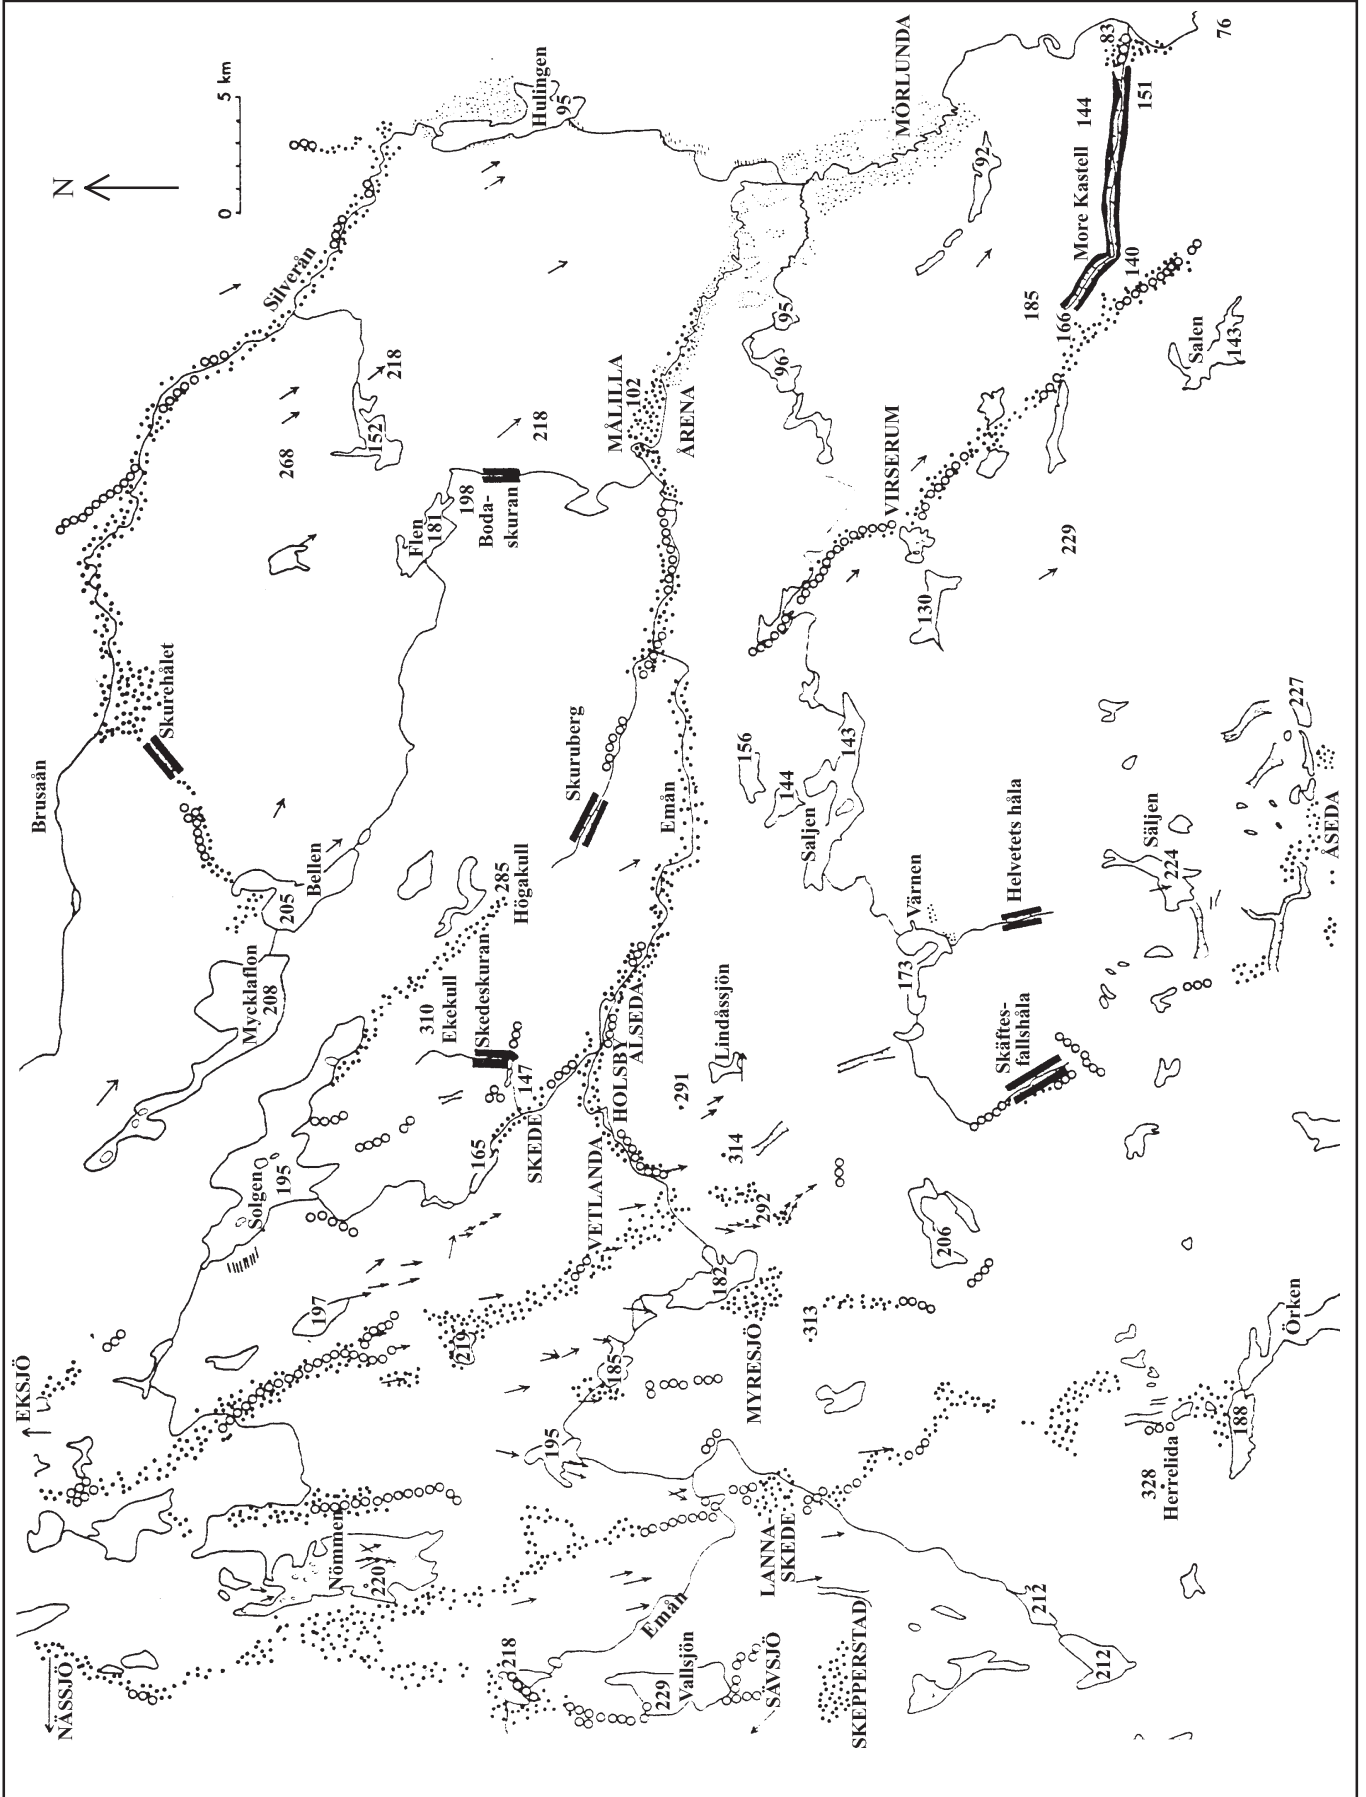 N
0 5 km
76
83
151
144
More Kastell
140
166
185
Salen
143
MÖRLUNDA
92
Hulingen
95
95
96
Silverån
218
152
268
218
MÅLILLA
102
ÅRENA
198
Boda-
skuran
Flen
181
VIRSERUM
130
229
Brusaån
Skurehålet
Skuruberg
Emån
156
144
143
Saljen
Helvetets håla
Värnen
173
Säljen
224
227
ÅSEDA
Bellen
205
Mycklaflon
208
285
Högakull
310
Ekekull
Skedeskuran
147
165
SKEDE
HOLSBY
ALSEDA
Lindåssjön
291
314
292
Skäftes-
fallshåla
Solgen
195
VETLANDA
182
197
219
185
MYRESJÖ
313
206
Örken
188
328
Herrelida
EKSJÖ
195
Nömmen
220
LANNA-
SKEDE
212
212
Emån
218
229
Vallsjön
SÄVSJÖ
SKEPPERSTAD
NÄSSJÖ